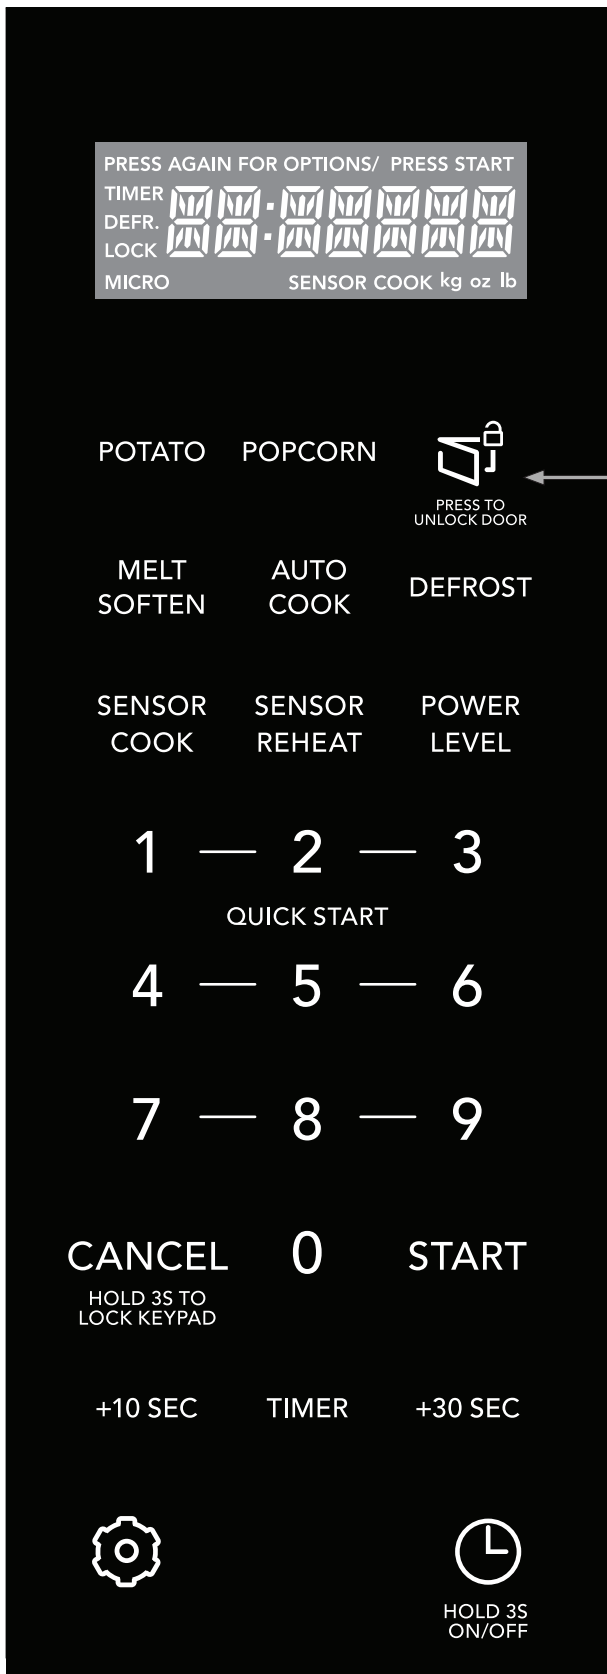 PRESS AGAIN FOR OPTIONS/ PRESS START
TIMER
DEFR.
LOCK
MICRO SENSOR COOK kg oz lb
POTATO POPCORN
PRESS TO
UNLOCK DOOR
MELT
SOFTEN
AUTO
COOK
DEFROST
SENSOR
COOK
SENSOR
REHEAT
POWER
LEVEL
1 — 2 — 3
QUICK START
4 — 5 — 6
7 — 8 — 9
CANCEL 0 START
HOLD 3S TO
LOCK KEYPAD
+10 SEC TIMER +30 SEC
HOLD 3S
ON/OFF